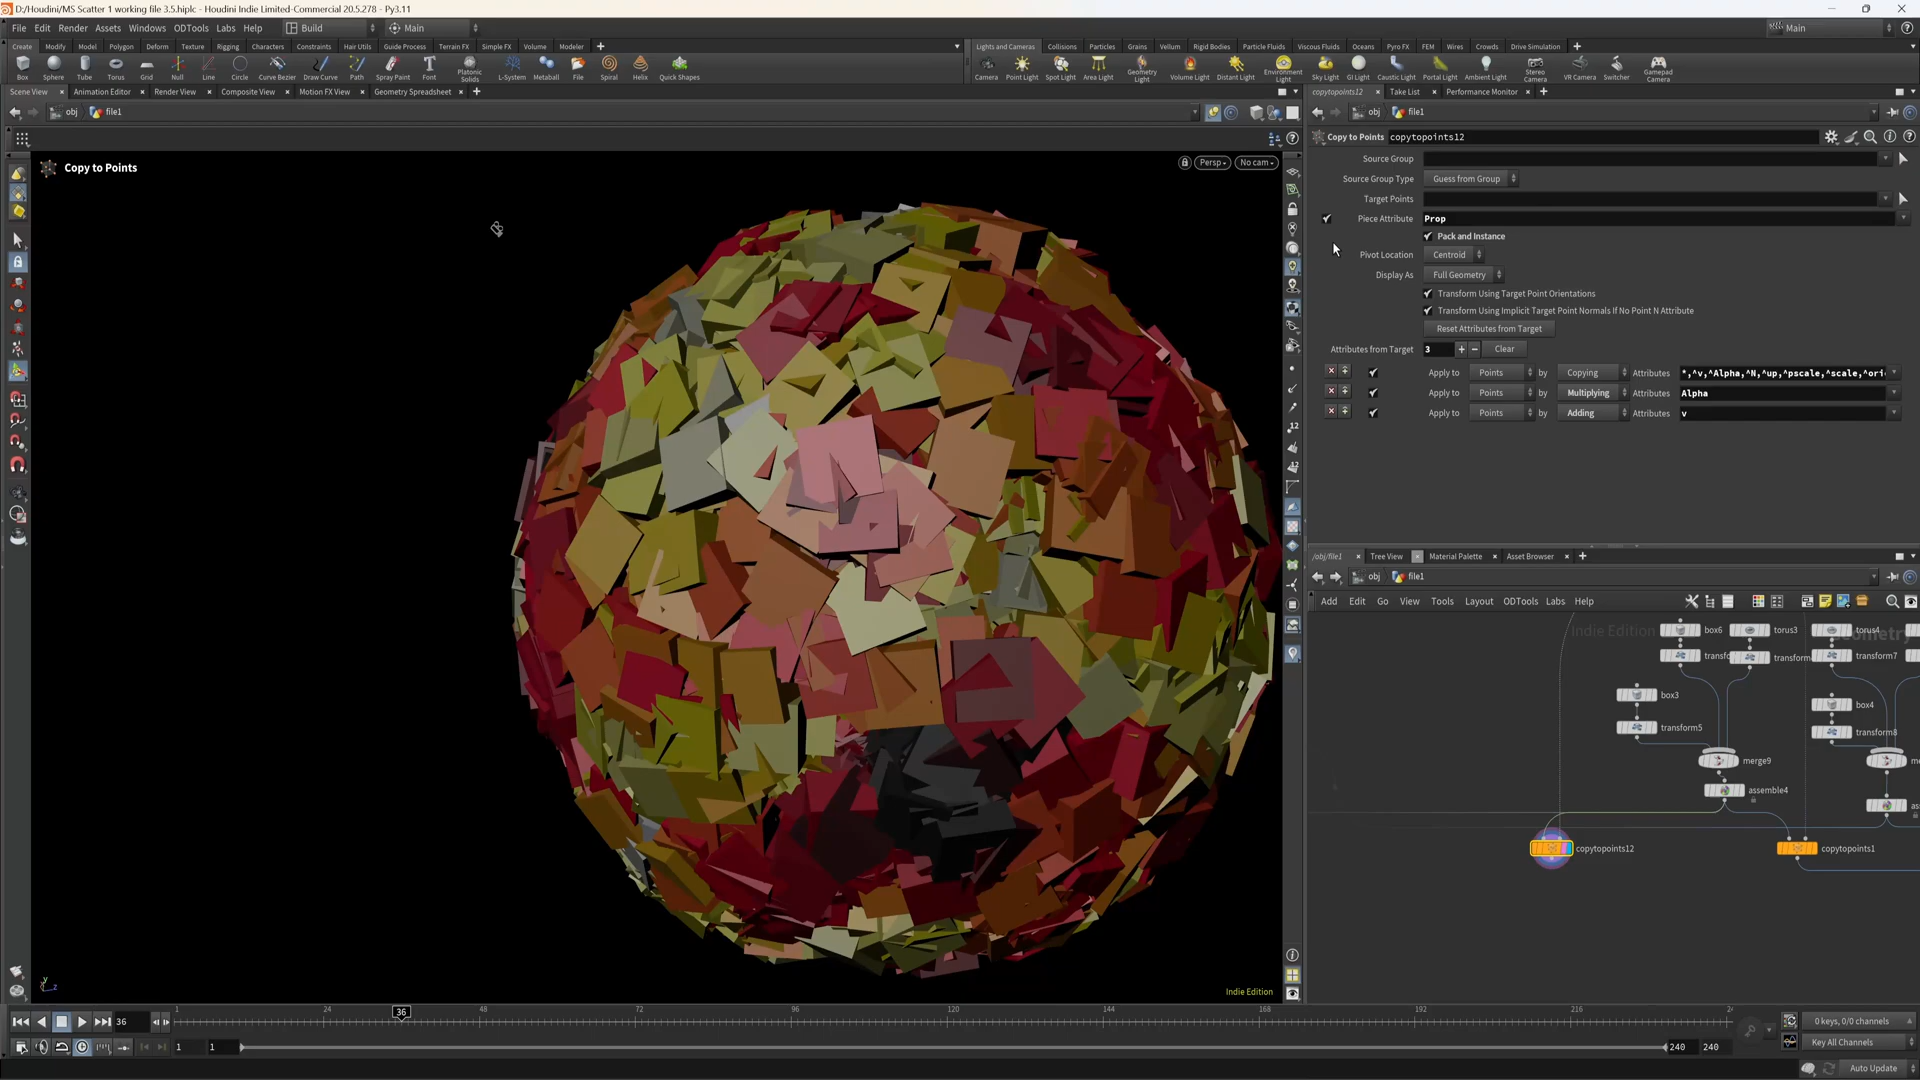 D:/Houdini/MS Scatter 1 working file 3.5.hiplc - Houdini Indie Limited-Commercial 20.5.278 - Py3.11
File Edit Render Assets Windows ODTools Labs Help Build Main Main
Create Modify Model Polygon Deform Texture Rigging Characters Constraints Hair Utils Guide Process Terrain FX Simple FX Volume Modeler
Lights and Cameras Collisions Particles Grains Vellum Rigid Bodies Particle Fluids Viscous Fluids Oceans Pyro FX FEM Wires Crowds Drive Simulation
Box Sphere Tube Torus Grid Null Line Circle Curve Bezier Draw Curve Path Spray Paint Font Platonic Solids L-System Metaball File Spiral Helix Quick Shapes
Camera Point Light Spot Light Area Light Geometry Light Volume Light Distant Light Environment Light Sky Light GI Light Caustic Light Portal Light Ambient Light Stereo Camera VR Camera Switcher Gamepad Camera
Scene View Animation Editor Render View Composite View Motion FX View Geometry Spreadsheet
copytopoints12 Take List Performance Monitor
obj file1
obj file1
Copy to Points copytopoints12
Copy to Points
Persp No cam
Source Group
Source Group Type Guess from Group
Target Points
Piece Attribute Prop
Pack and Instance
Pivot Location Centroid
Display As Full Geometry
Transform Using Target Point Orientations
Transform Using Implicit Target Point Normals If No Point N Attribute
Reset Attributes from Target
Attributes from Target 3 Clear
Apply to Points by Copying Attributes *,^v,^Alpha,^N,^up,^pscale,^scale,^ori
Apply to Points by Multiplying Attributes Alpha
Apply to Points by Adding Attributes v
/obj/file1 Tree View Material Palette Asset Browser
obj file1
Add Edit Go View Tools Layout ODTools Labs Help
Indie Edition
box6 torus3 torus4
transfo transform transform7
box3 box4
transform5 transform8
merge9 me
assemble4 as
copytopoints12 copytopoints1
Indie Edition
36
1 24 36 48 72 96 120 144 168 192 216
0 keys, 0/0 channels
1 1 240 240
Key All Channels
Auto Update